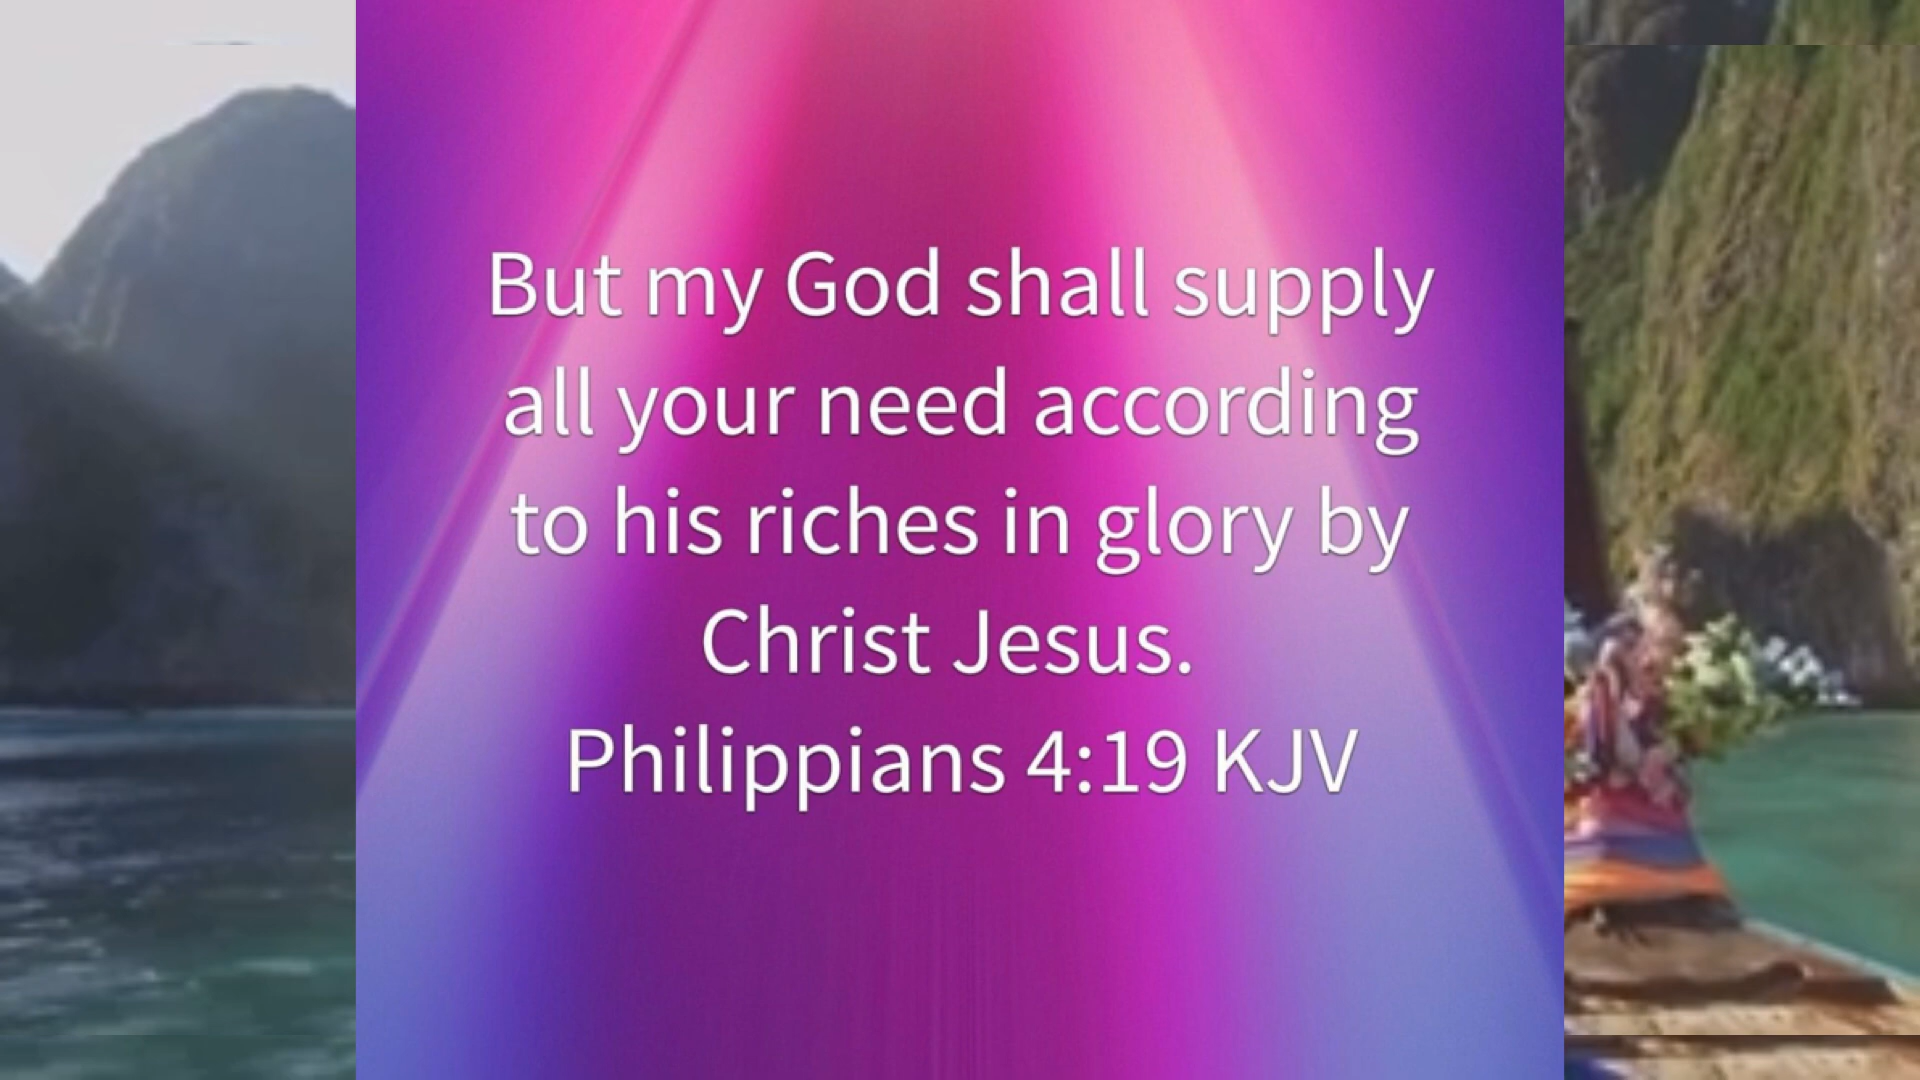 But my God shall supply
all your need according
to his riches in glory by
Christ Jesus.
Philippians 4:19 KJV